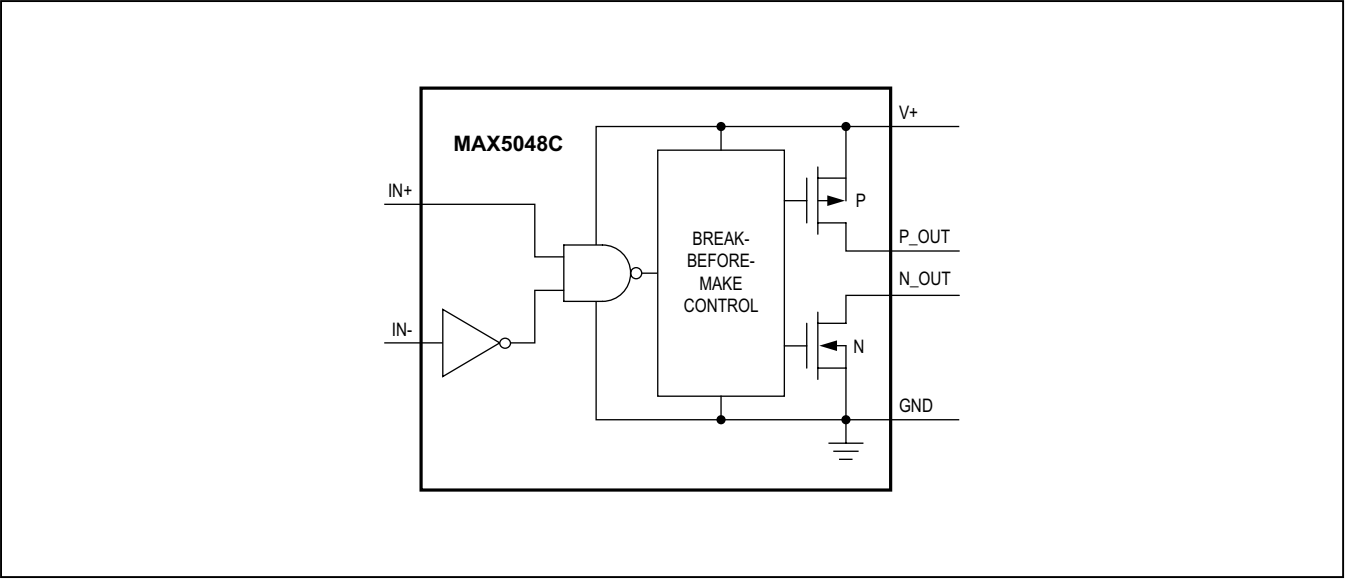 MAX5048C
V+
IN+
P
P_OUT
BREAK-
BEFORE-
MAKE
CONTROL
N_OUT
IN-
N
GND